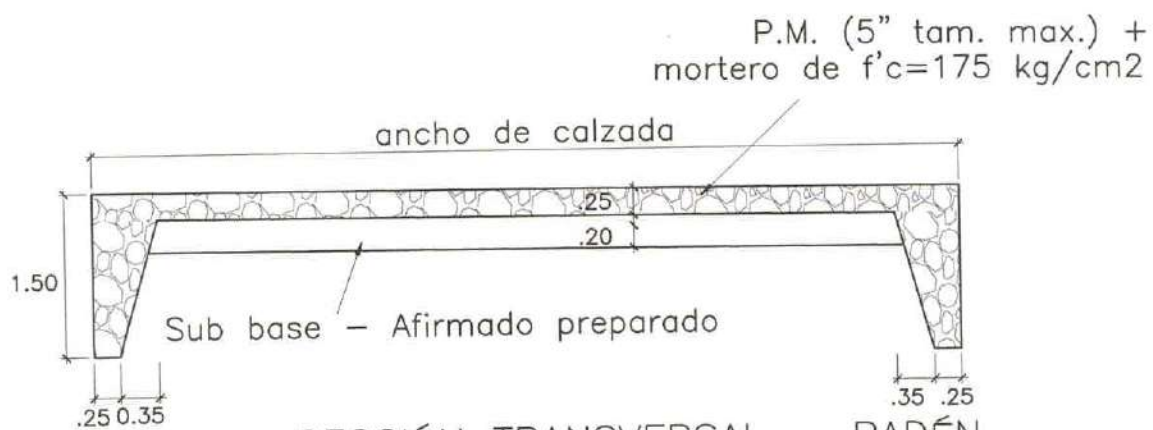 P.M. (5" tam. max.) +
mortero de f'c=175 kg/cm2
ancho de calzada
.25
.20
1.50
Sub base – Afirmado preparado
.25 0.35
.35 .25